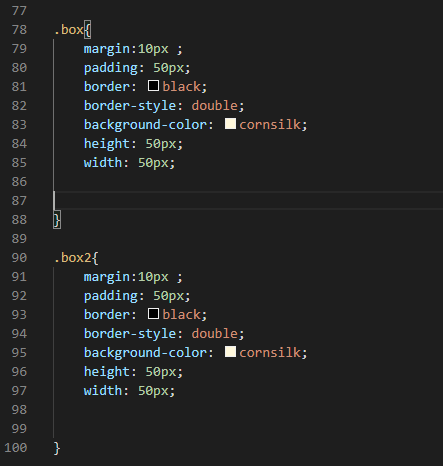 77
78 .box{
79 margin:10px ;
80 padding: 50px;
81 border: black;
82 border-style: double;
83 background-color: cornsilk;
84 height: 50px;
85 width: 50px;
86
87
88 }
89
90 .box2{
91 margin:10px ;
92 padding: 50px;
93 border: black;
94 border-style: double;
95 background-color: cornsilk;
96 height: 50px;
97 width: 50px;
98
99
100 }